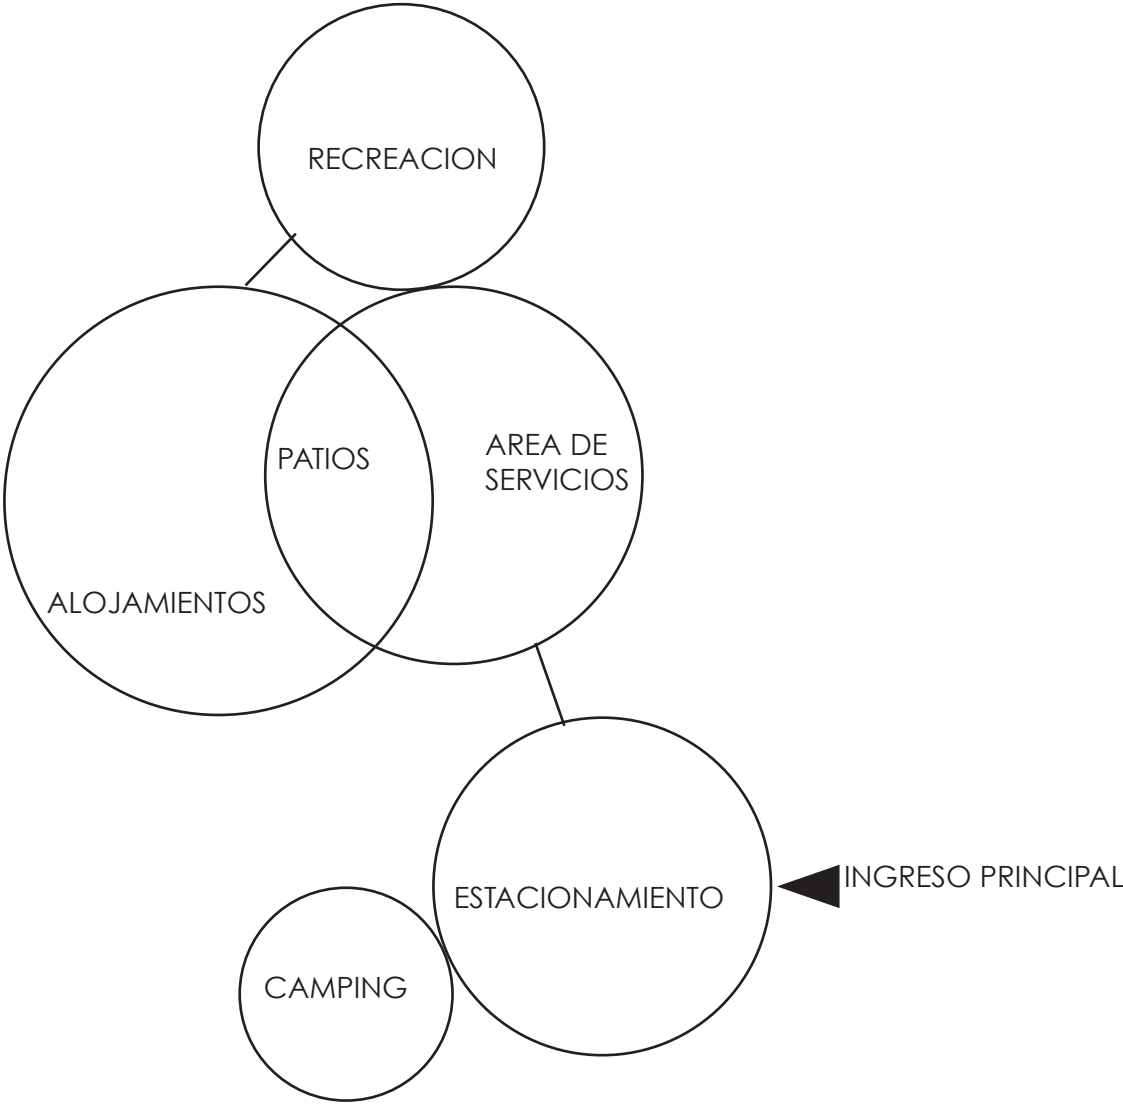 RECREACION
PATIOS
AREA DE
SERVICIOS
ALOJAMIENTOS
INGRESO PRINCIPAL
ESTACIONAMIENTO
CAMPING